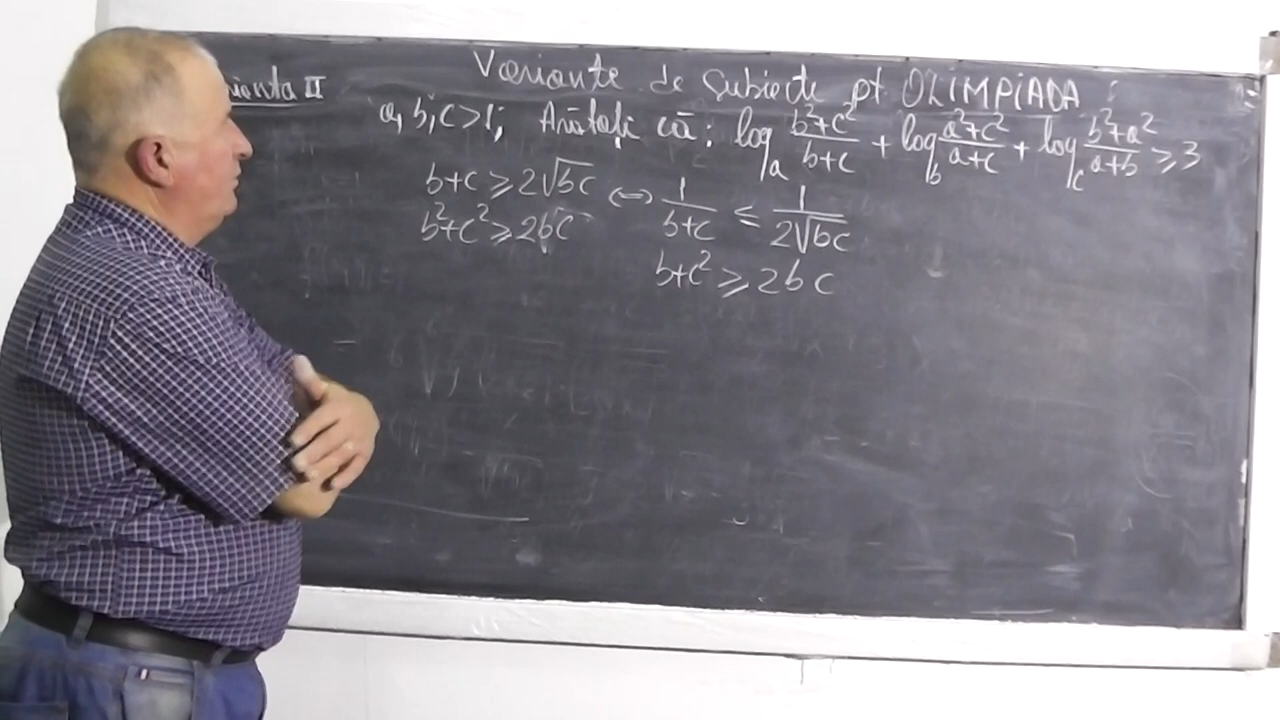 Variante de Subiecte pt OLIMPIADA :
II
a, b, c > 1; Arătați că: log_a (b²+c²)/(b+c) + log_b (a²+c²)/(a+c) + log_c (b²+a²)/(a+b) ≥ 3
b+c ≥ 2√bc ⇔ 1/(b+c) ≤ 1/(2√bc)
b²+c² ≥ 2bc
b+c² ≥ 2bc